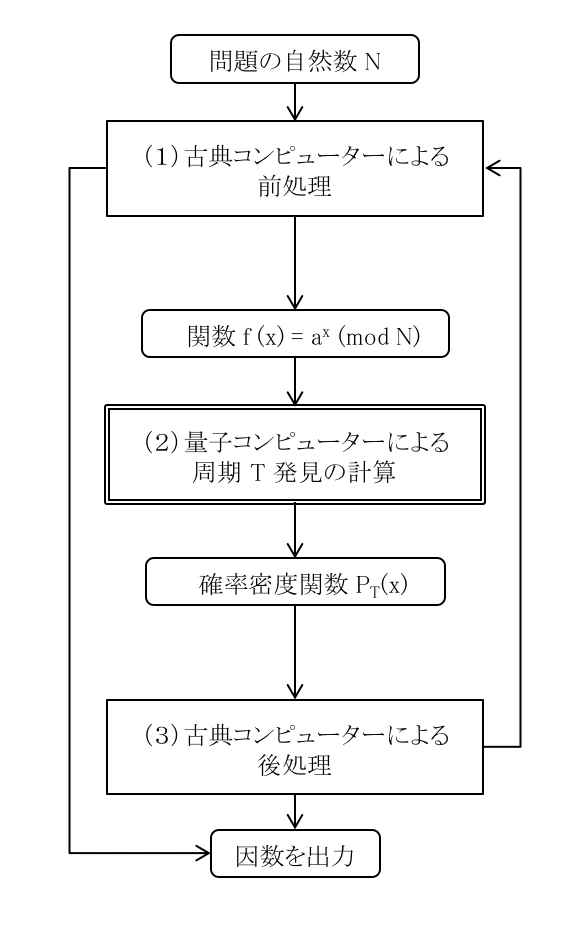 問題の自然数 N
（1）古典コンピューターによる
前処理
関数 f (x) = aˣ (mod N)
（2）量子コンピューターによる
周期 T 発見の計算
確率密度関数 P_T(x)
（3）古典コンピューターによる
後処理
因数を出力